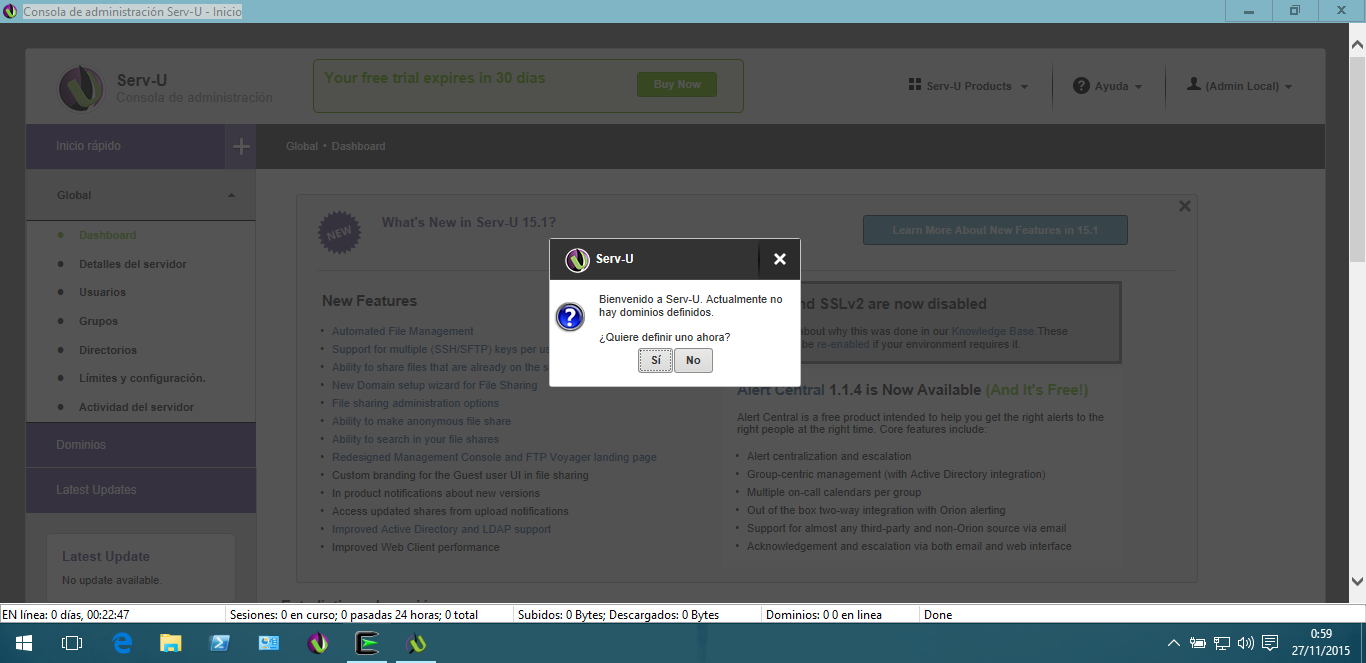 Consola de administración Serv-U - Inicio
Serv-U
Consola de administración
Your free trial expires in 30 días
Buy Now
Serv-U Products
Ayuda
(Admin Local)
Inicio rápido
Global • Dashboard
Global
Dashboard
Detalles del servidor
Usuarios
Grupos
Directorios
Límites y configuración.
Actividad del servidor
Dominios
Latest Updates
Latest Update
No update available.
NEW
What's New in Serv-U 15.1?
Learn More About New Features in 15.1
New Features
• Automated File Management
• Support for multiple (SSH/SFTP) keys per
• Ability to share files that are already on the
• New Domain setup wizard for File Sharing
• File sharing administration options
• Ability to make anonymous file share
• Ability to search in your file shares
• Redesigned Management Console and FTP Voyager landing page
• Custom branding for the Guest user UI in file sharing
• In product notifications about new versions
• Access updated shares from upload notifications
• Improved Active Directory and LDAP support
• Improved Web Client performance
Serv-U
Bienvenido a Serv-U. Actualmente no
hay dominios definidos.
¿Quiere definir uno ahora?
Sí
No
SSLv2 are now disabled
about why this was done in our Knowledge Base.These
be re-enabled if your environment requires it.
Alert Central 1.1.4 is Now Available (And It's Free!)
Alert Central is a free product intended to help you get the right alerts to the
right people at the right time. Core features include:
• Alert centralization and escalation
• Group-centric management (with Active Directory integration)
• Multiple on-call calendars per group
• Out of the box two-way integration with Orion alerting
• Support for almost any third-party and non-Orion source via email
• Acknowledgement and escalation via both email and web interface
EN línea: 0 días, 00:22:47
Sesiones: 0 en curso; 0 pasadas 24 horas; 0 total
Subidos: 0 Bytes; Descargados: 0 Bytes
Dominios: 0 0 en linea
Done
0:59
27/11/2015